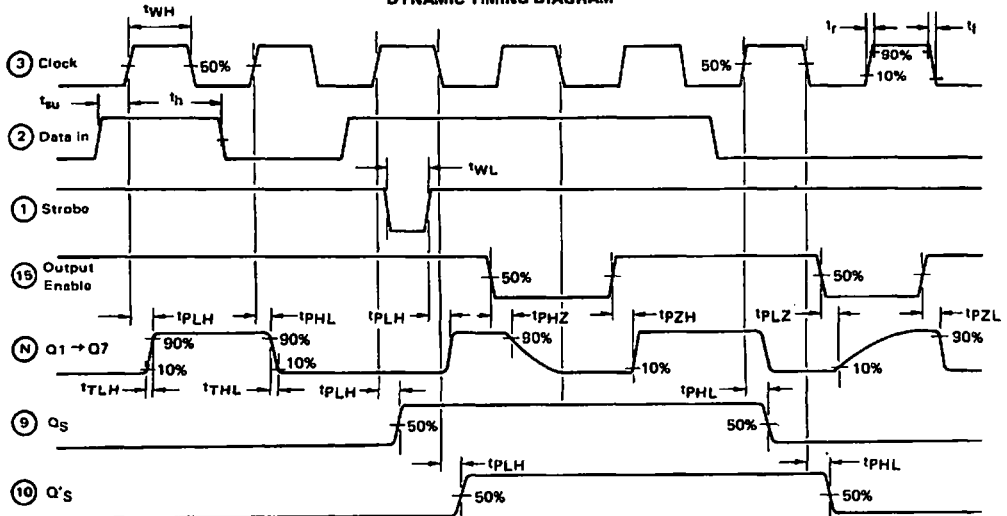 DYNAMIC TIMING DIAGRAM
tWH
tr
tf
3 Clock
50%
50%
90%
10%
tsu
th
2 Data in
tWL
1 Strobe
15 Output Enable
50%
50%
tPLH
tPHL
tPLH
tPHZ
tPZH
tPLZ
tPZL
N Q1 → Q7
90%
90%
90%
90%
10%
10%
10%
10%
tTLH
tTHL
tPLH
tPHL
9 QS
50%
50%
tPLH
tPHL
10 Q'S
50%
50%